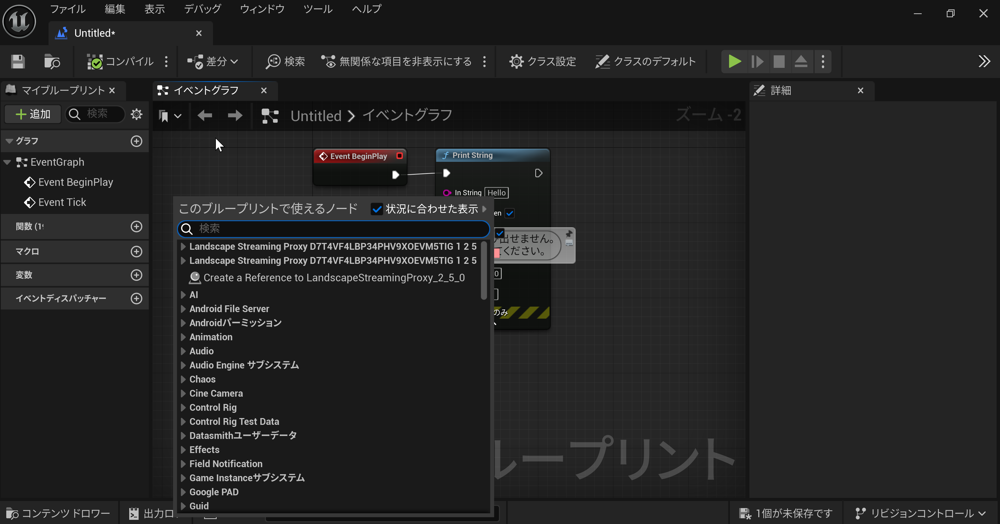 ファイル 編集 表示 デバッグ ウィンドウ ツール ヘルプ
Untitled*
コンパイル 差分 検索 無関係な項目を非表示にする クラス設定 クラスのデフォルト
マイブループリント
イベントグラフ
詳細
追加 検索
Untitled イベントグラフ
ズーム -2
グラフ
EventGraph
Event BeginPlay
Event Tick
関数 (1
マクロ
変数
イベントディスパッチャー
Event BeginPlay
Print String
In String Hello
en
出せません。
てください。
0
のみ
このブループリントで使えるノード 状況に合わせた表示
検索
Landscape Streaming Proxy D7T4VF4LBP34PHV9XOEVM5TIG 1 2 5
Landscape Streaming Proxy D7T4VF4LBP34PHV9XOEVM5TIG 1 2 5
Create a Reference to LandscapeStreamingProxy_2_5_0
AI
Android File Server
Androidパーミッション
Animation
Audio
Audio Engine サブシステム
Chaos
Cine Camera
Control Rig
Control Rig Test Data
Datasmithユーザーデータ
Effects
Field Notification
Game Instanceサブシステム
Google PAD
Guid
ループリント
コンテンツ ドロワー 出力ロ 1個が未保存です リビジョンコントロール